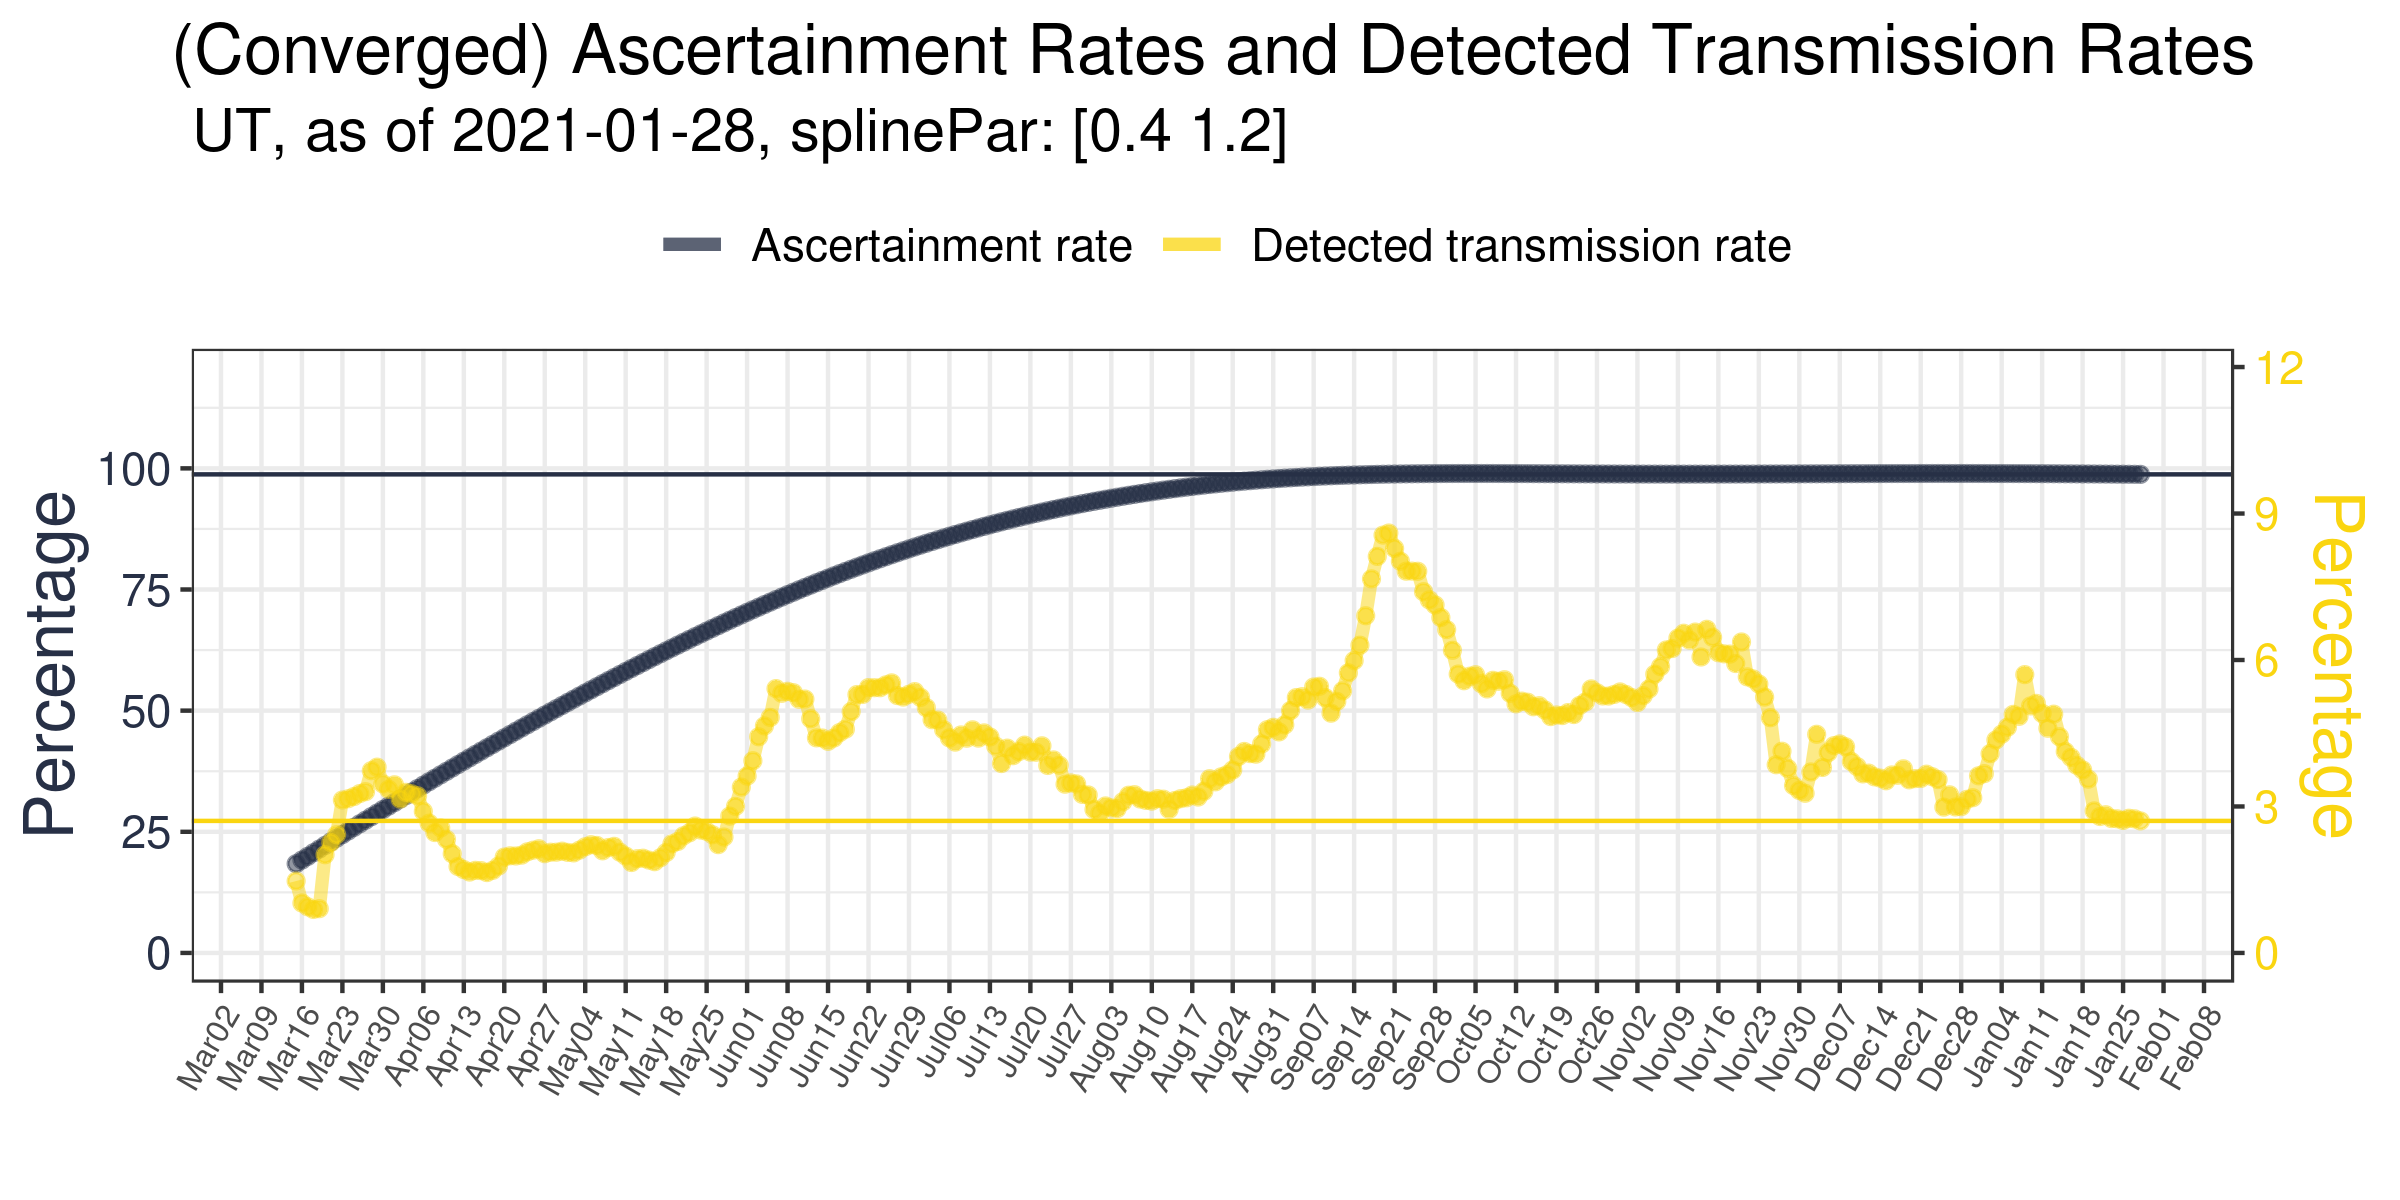 (Converged) Ascertainment Rates and Detected Transmission Rates
UT, as of 2021-01-28, splinePar: [0.4 1.2]
Ascertainment rate
Detected transmission rate
Percentage
100
75
50
25
0
12
9
6
3
0
Percentage
Mar02
Mar09
Mar16
Mar23
Mar30
Apr06
Apr13
Apr20
Apr27
May04
May11
May18
May25
Jun01
Jun08
Jun15
Jun22
Jun29
Jul06
Jul13
Jul20
Jul27
Aug03
Aug10
Aug17
Aug24
Aug31
Sep07
Sep14
Sep21
Sep28
Oct05
Oct12
Oct19
Oct26
Nov02
Nov09
Nov16
Nov23
Nov30
Dec07
Dec14
Dec21
Dec28
Jan04
Jan11
Jan18
Jan25
Feb01
Feb08